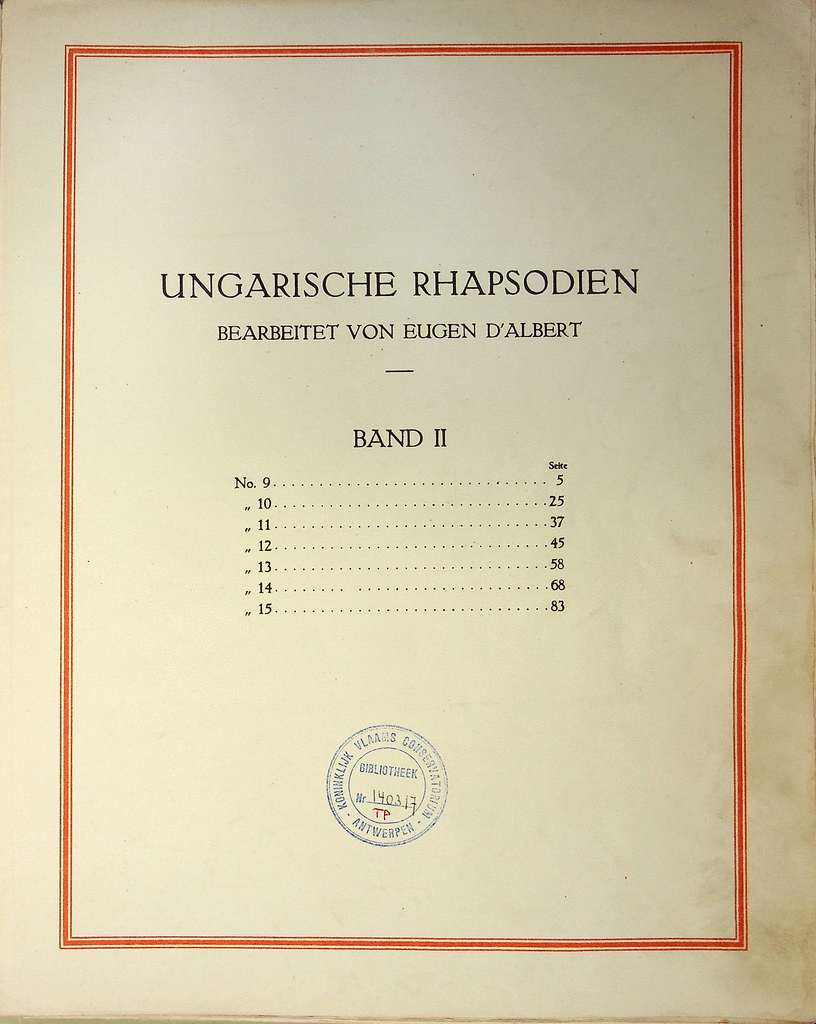 UNGARISCHE RHAPSODIEN
BEARBEITET VON EUGEN D'ALBERT
BAND II
Seite
No. 9 . . . . . . . . . . . . . . . . . . . . . . . . . . . . . . 5
„ 10 . . . . . . . . . . . . . . . . . . . . . . . . . . . . . . 25
„ 11 . . . . . . . . . . . . . . . . . . . . . . . . . . . . . . 37
„ 12 . . . . . . . . . . . . . . . . . . . . . . . . . . . . . . 45
„ 13 . . . . . . . . . . . . . . . . . . . . . . . . . . . . . . 58
„ 14 . . . . . . . . . . . . . . . . . . . . . . . . . . . . . . 68
„ 15 . . . . . . . . . . . . . . . . . . . . . . . . . . . . . . 83
KONINKLIJK VLAAMS CONSERVATORIUM
BIBLIOTHEEK
Nr 140317
TP
- ANTWERPEN -